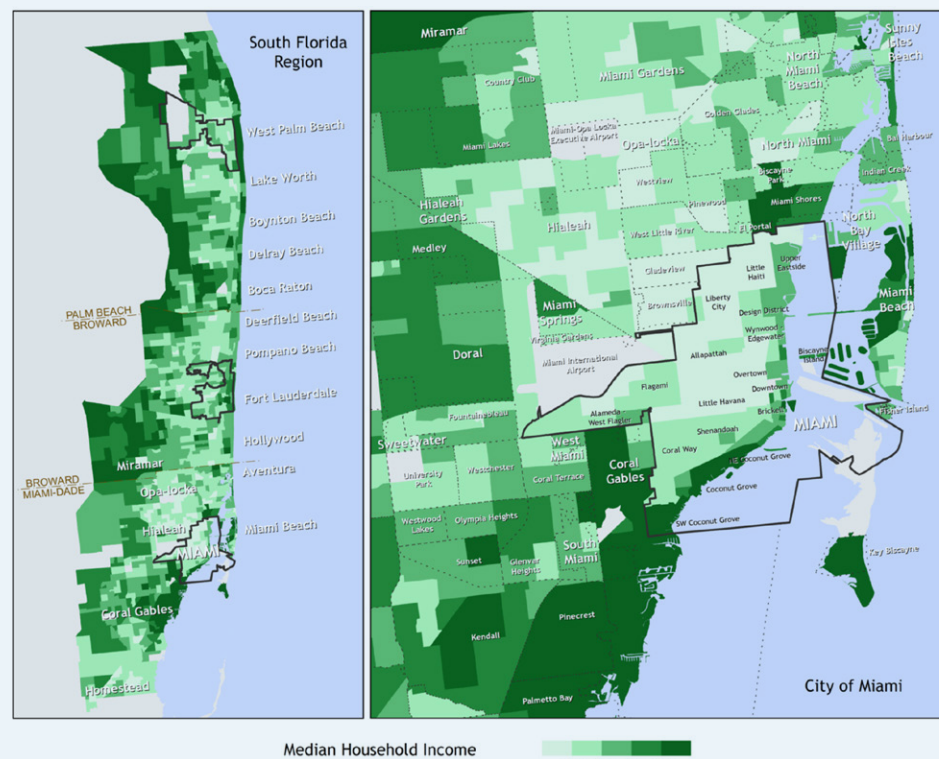 South Florida
Region
West Palm Beach
Lake Worth
Boynton Beach
Delray Beach
Boca Raton
PALM BEACH
BROWARD
Deerfield Beach
Pompano Beach
Fort Lauderdale
Hollywood
Miramar
Aventura
BROWARD
MIAMI-DADE
Opa-locka
Hialeah
Miami Beach
MIAMI
Coral Gables
Homestead
Miramar
Sunny
Isles
Beach
Country Club
Miami Gardens
North
Miami
Beach
Golden Glades
Miami-Opa Locka
Executive Airport
Miami Lakes
Opa-locka
North Miami
Bal Harbour
Biscayne
Park
Indian Creek
Westview
Hialeah
Gardens
Pinewood
Miami Shores
Hialeah
West Little River
El Portal
North
Bay
Village
Medley
Upper
Eastside
Gladeview
Little
Haiti
Miami
Springs
Brownsville
Liberty
City
Miami
Beach
Design District
Virginia Gardens
Wynwood -
Edgewater
Doral
Miami International
Airport
Allapattah
Biscayne
Island
Overtown
Flagami
Downtown
Little Havana
Fountainebleau
Alameda
West Flagler
Brickell
Fisher Island
MIAMI
Sweetwater
West
Miami
Shenandoah
Coral Way
University
Park
Westchester
Coral Terrace
Coral
Gables
NE Coconut Grove
Coconut Grove
Westwood
Lakes
Olympia Heights
SW Coconut Grove
South
Miami
Sunset
Glenvar
Heights
Key Biscayne
Pinecrest
Kendall
Palmetto Bay
City of Miami
Median Household Income